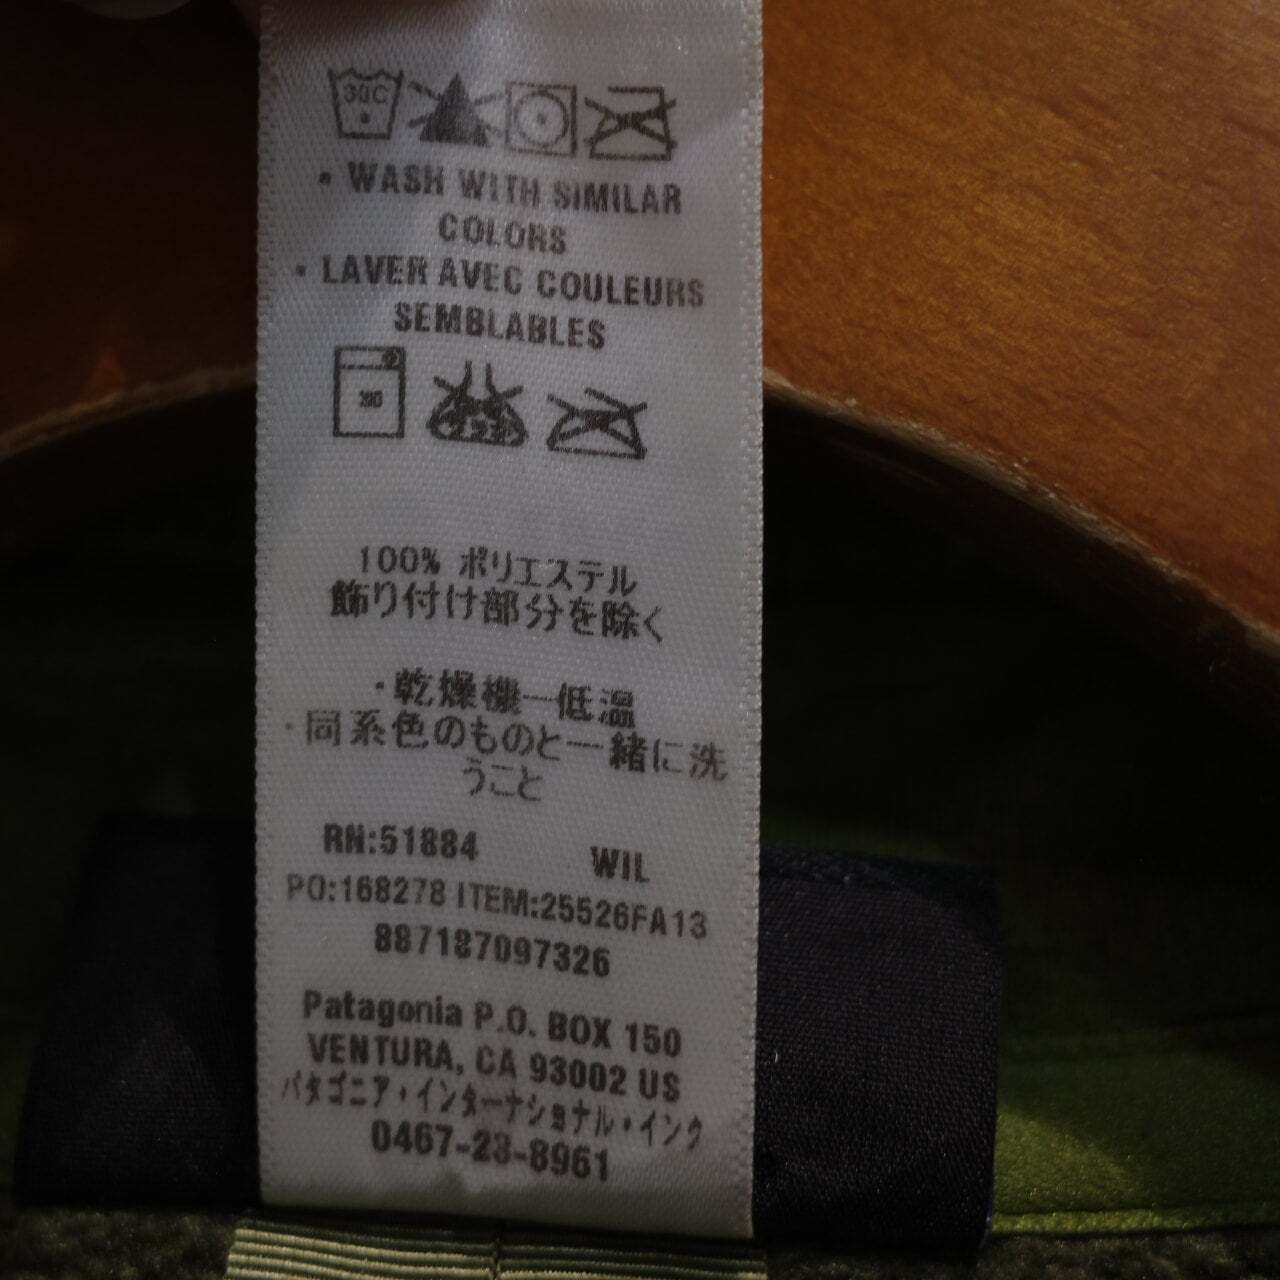 30C
• WASH WITH SIMILAR
COLORS
• LAVER AVEC COULEURS
SEMBLABLES
100% ポリエステル
飾り付け部分を除く
・乾燥機一低温
・同系色のものと一緒に洗
うこと
RN:51884 WIL
PO:168278 ITEM:25526FA13
887187097326
Patagonia P.O. BOX 150
VENTURA, CA 93002 US
パタゴニア・インターナショナル・インク
0467-23-8961